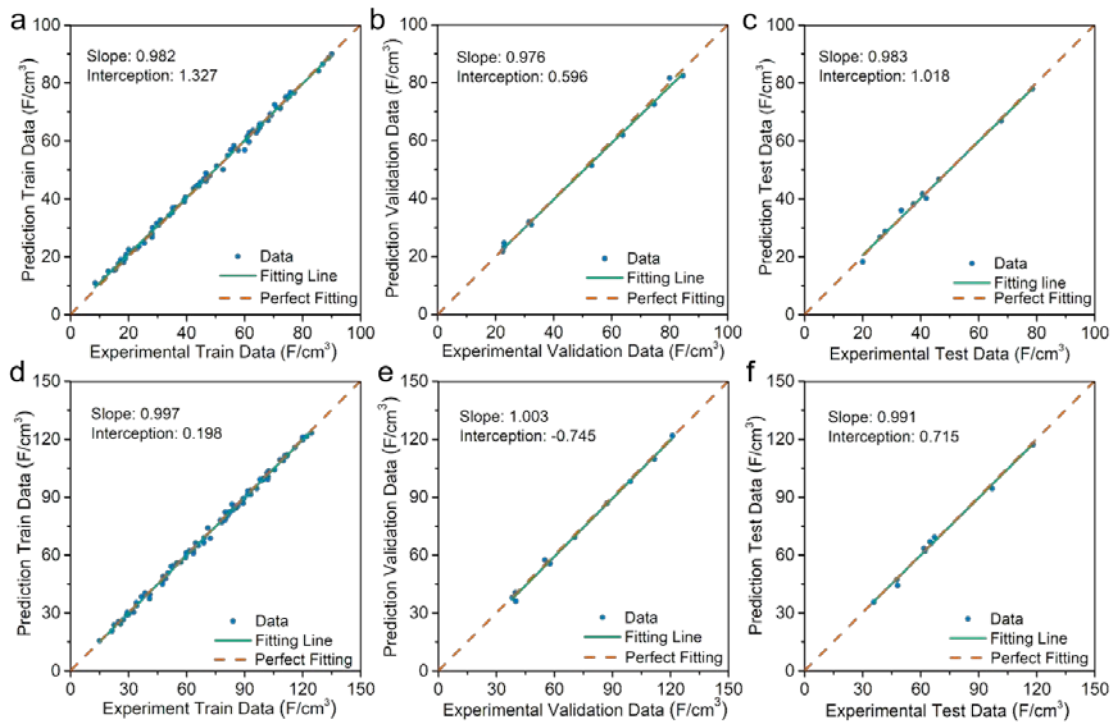 a
Slope: 0.982
Interception: 1.327
100
80
60
40
20
0
Prediction Train Data (F/cm³)
Data
Fitting Line
Perfect Fitting
0 20 40 60 80 100
Experimental Train Data (F/cm³)
b
Slope: 0.976
Interception: 0.596
100
80
60
40
20
0
Prediction Validation Data (F/cm³)
Data
Fitting Line
Perfect Fitting
0 20 40 60 80 100
Experimental Validation Data (F/cm³)
c
Slope: 0.983
Interception: 1.018
100
80
60
40
20
0
Prediction Test Data (F/cm³)
Data
Fitting line
Perfect Fitting
0 20 40 60 80 100
Experimental Test Data (F/cm³)
d
Slope: 0.997
Interception: 0.198
150
120
90
60
30
0
Prediction Train Data (F/cm³)
Data
Fitting Line
Perfect Fitting
0 30 60 90 120 150
Experiment Train Data (F/cm³)
e
Slope: 1.003
Interception: -0.745
150
120
90
60
30
0
Prediction Validation Data (F/cm³)
Data
Fitting Line
Perfect Fitting
0 30 60 90 120 150
Experimental Validation Data (F/cm³)
f
Slope: 0.991
Interception: 0.715
150
120
90
60
30
0
Prediction Test Data (F/cm³)
Data
Fitting Line
Perfect Fitting
0 30 60 90 120 150
Experimental Test Data (F/cm³)